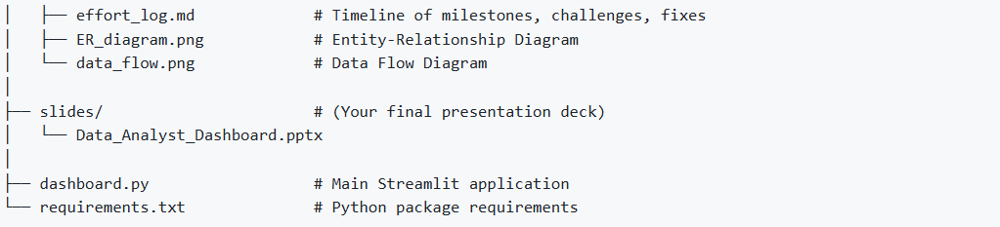 │   ├── effort_log.md             # Timeline of milestones, challenges, fixes
│   ├── ER_diagram.png            # Entity-Relationship Diagram
│   └── data_flow.png             # Data Flow Diagram
│
├── slides/                       # (Your final presentation deck)
│   └── Data_Analyst_Dashboard.pptx
│
├── dashboard.py                  # Main Streamlit application
└── requirements.txt              # Python package requirements